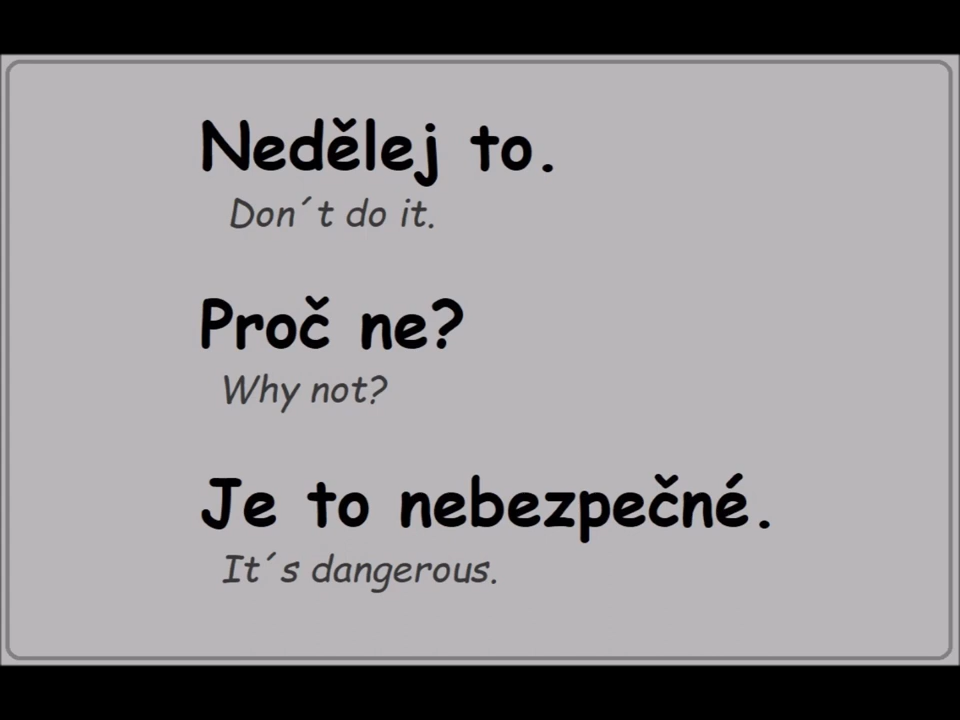 Nedělej to.
Don´t do it.
Proč ne?
Why not?
Je to nebezpečné.
It´s dangerous.